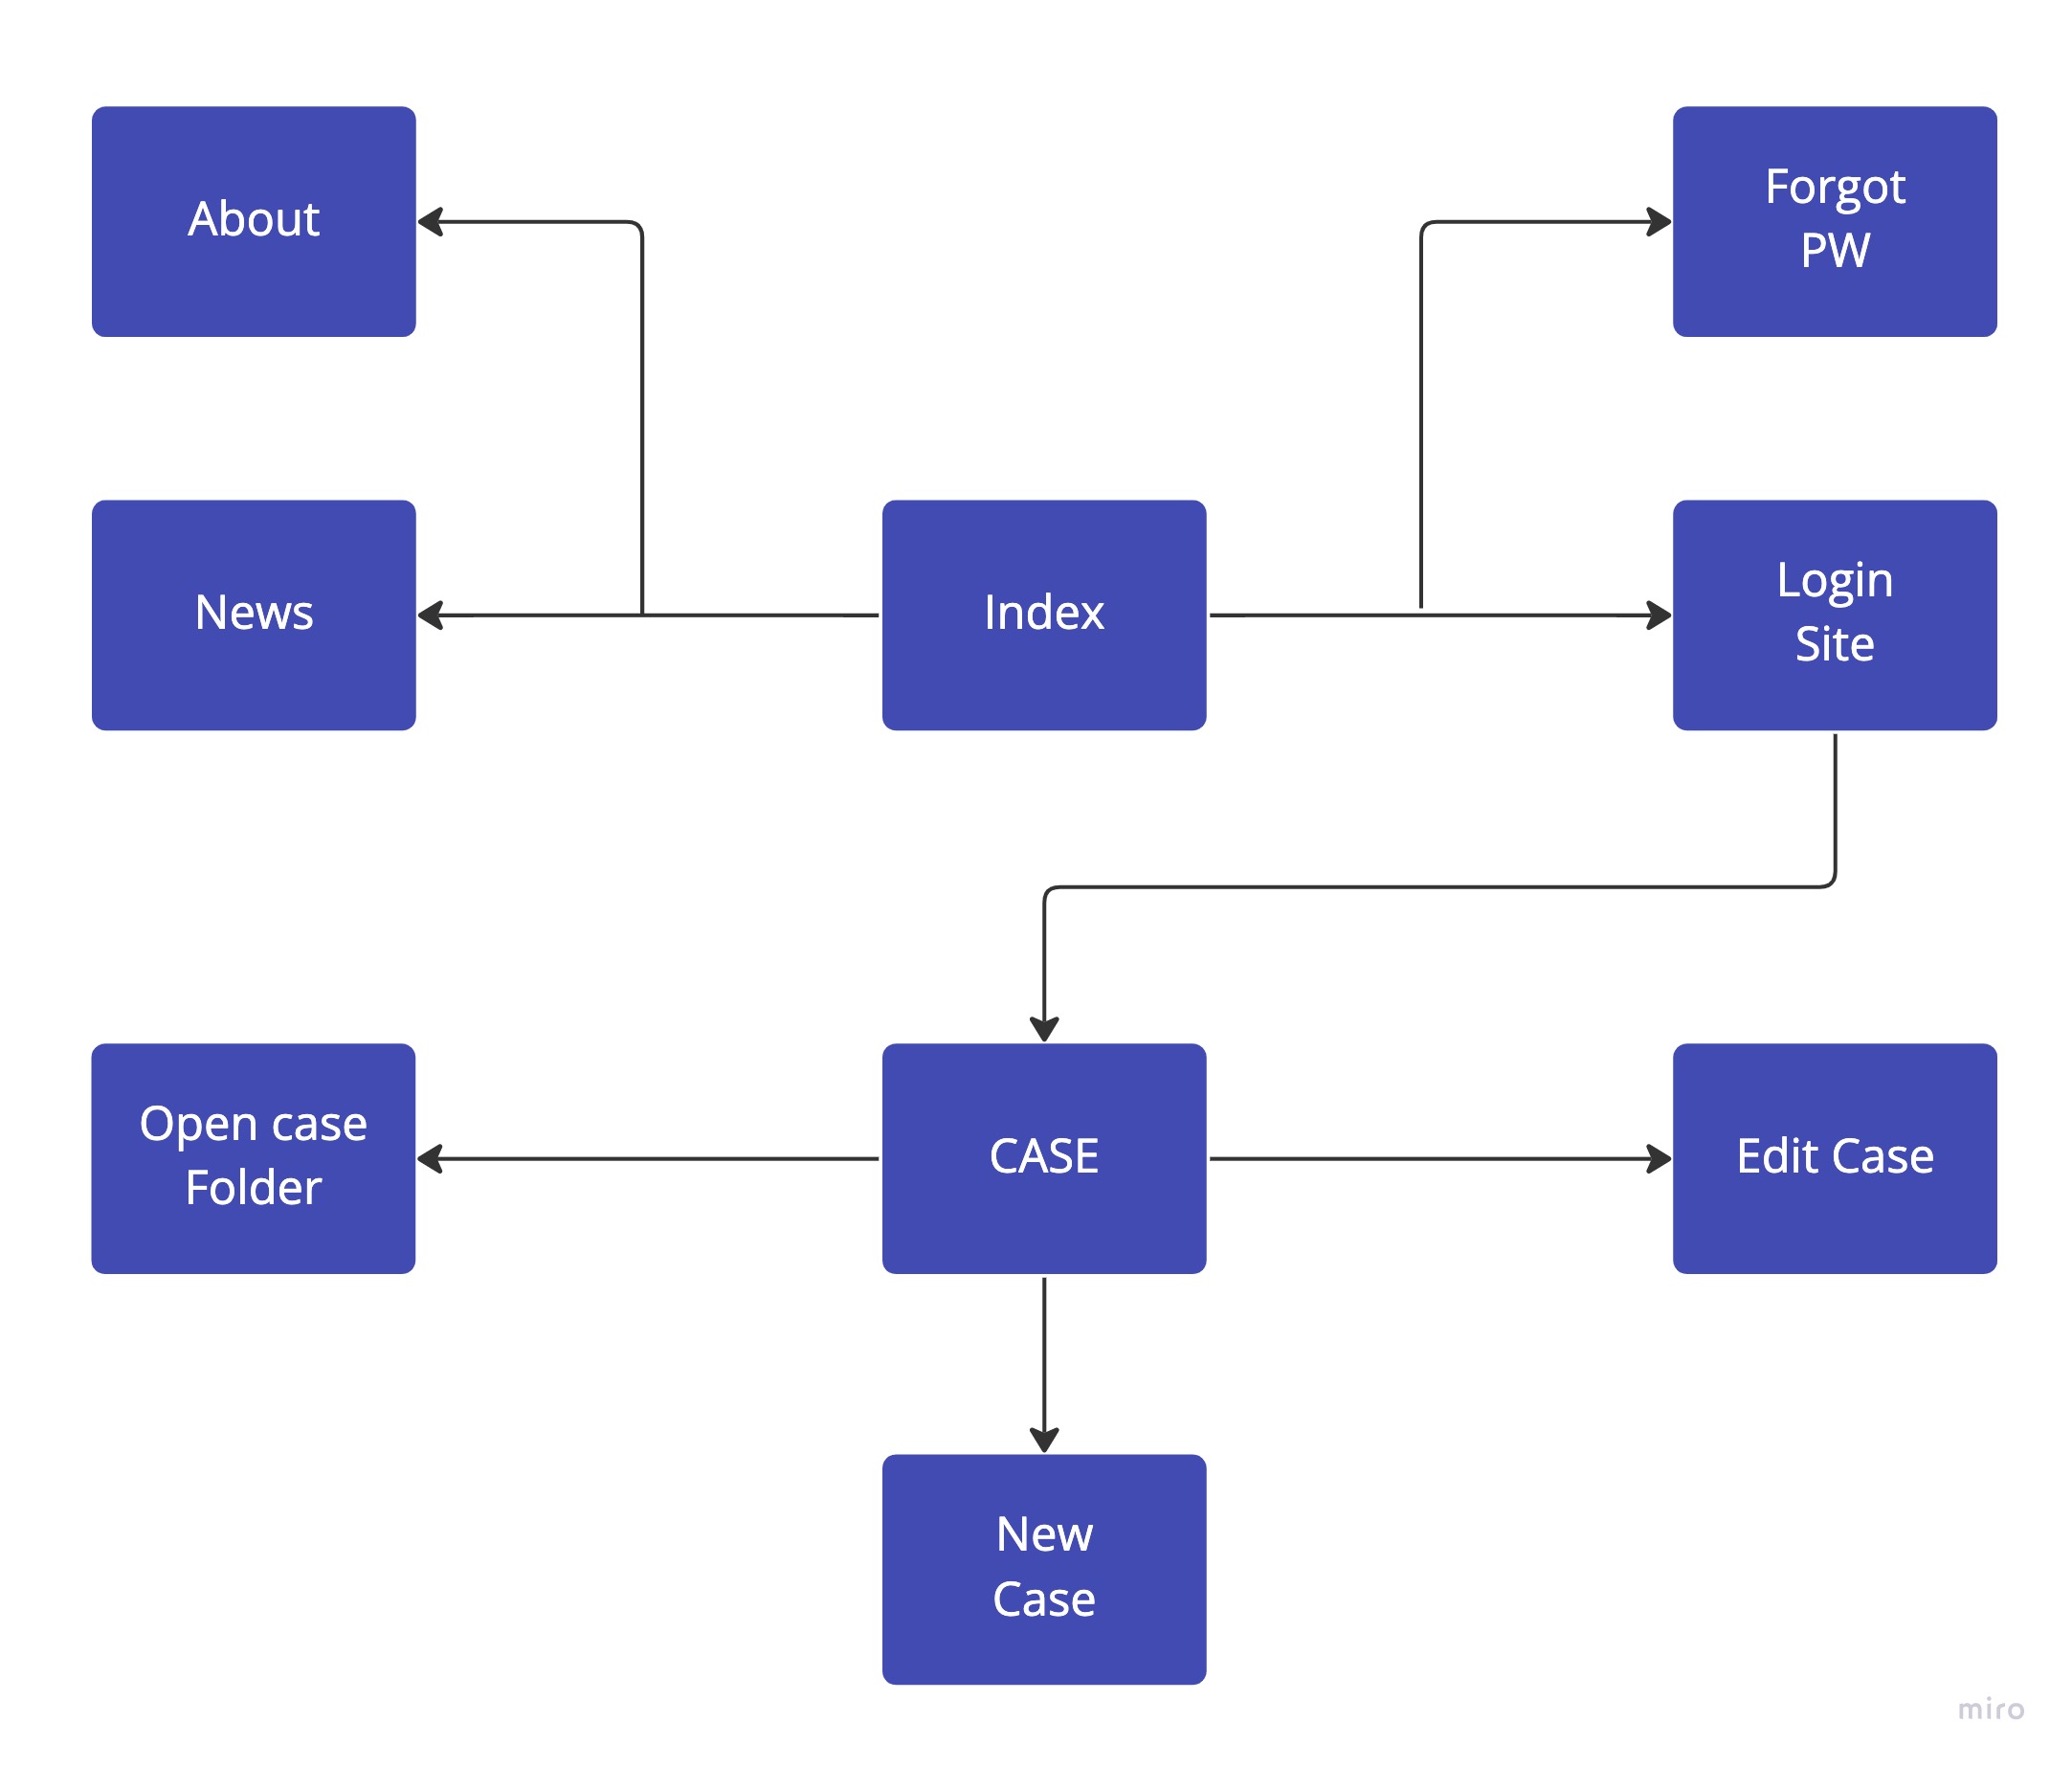 About
Forgot
PW
News
Index
Login
Site
Open case
Folder
CASE
Edit Case
New
Case
miro